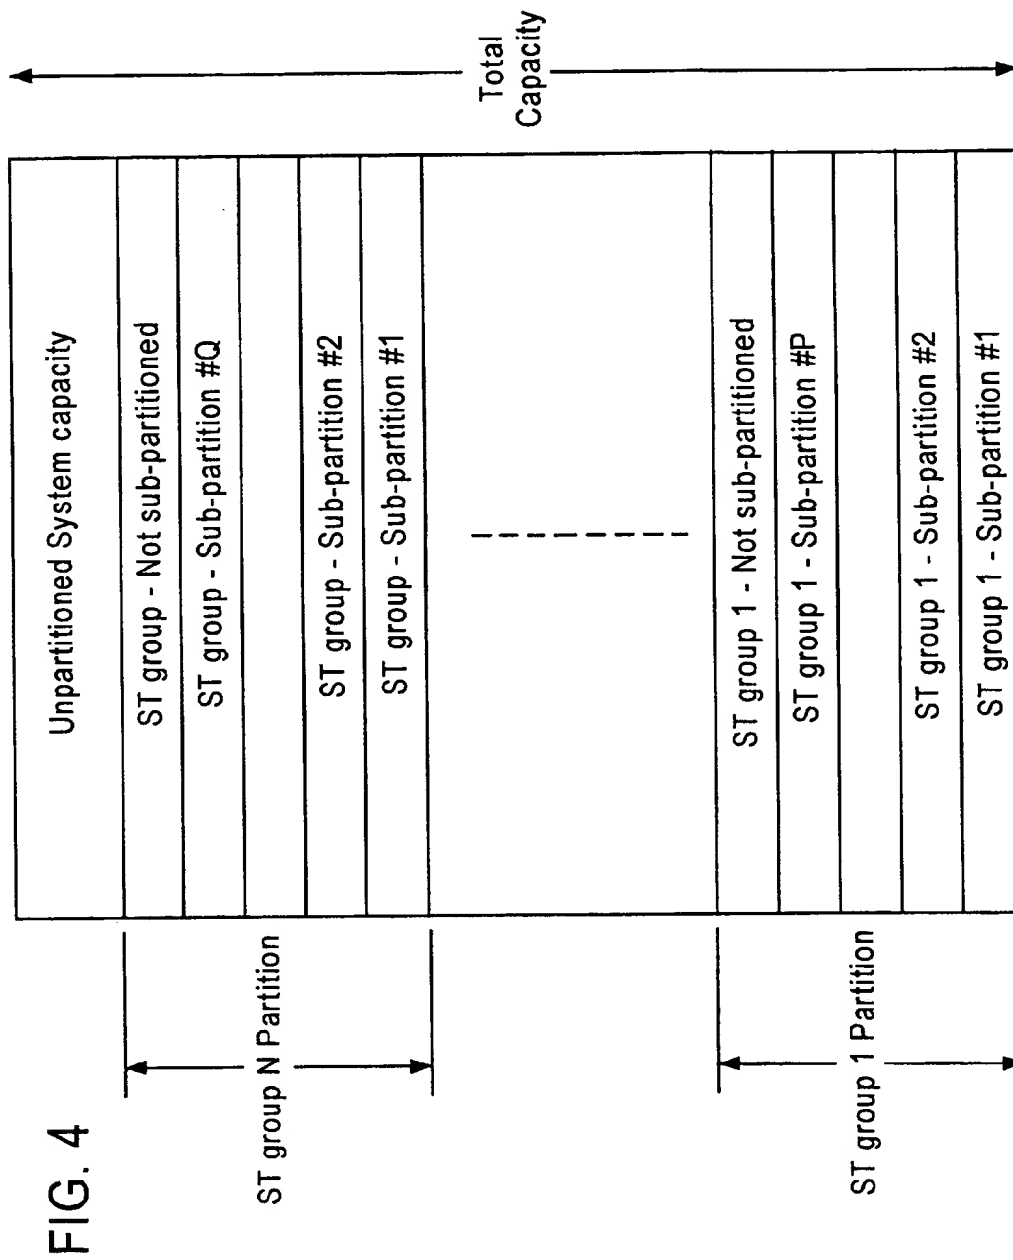 FIG. 4
Unpartitioned System capacity
ST group - Not sub-partitioned
ST group - Sub-partition #Q
ST group - Sub-partition #2
ST group - Sub-partition #1
ST group N Partition
ST group 1 - Not sub-partitioned
ST group 1 - Sub-partition #P
ST group 1 - Sub-partition #2
ST group 1 - Sub-partition #1
ST group 1 Partition
Total
Capacity